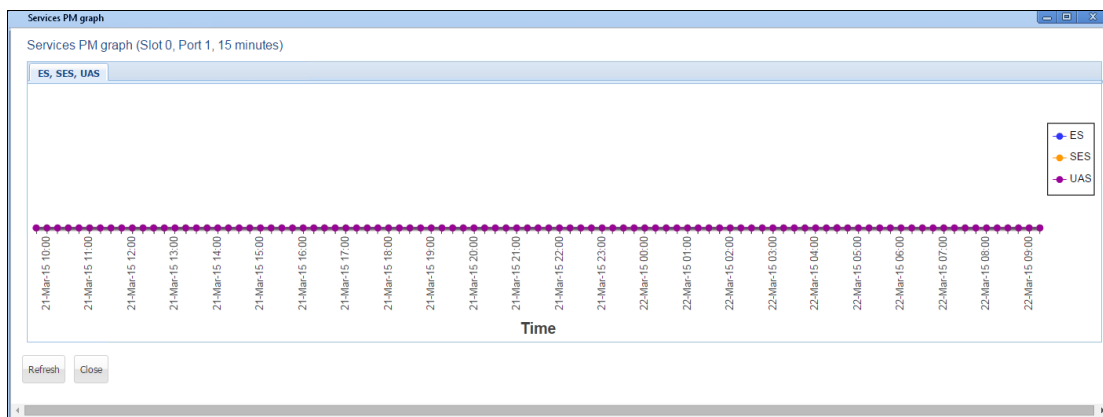 Services PM graph
Services PM graph (Slot 0, Port 1, 15 minutes)
ES, SES, UAS
ES
SES
UAS
21-Mar-15 10:00
21-Mar-15 11:00
21-Mar-15 12:00
21-Mar-15 13:00
21-Mar-15 14:00
21-Mar-15 15:00
21-Mar-15 16:00
21-Mar-15 17:00
21-Mar-15 18:00
21-Mar-15 19:00
21-Mar-15 20:00
21-Mar-15 21:00
21-Mar-15 22:00
21-Mar-15 23:00
22-Mar-15 00:00
22-Mar-15 01:00
22-Mar-15 02:00
22-Mar-15 03:00
22-Mar-15 04:00
22-Mar-15 05:00
22-Mar-15 06:00
22-Mar-15 07:00
22-Mar-15 08:00
22-Mar-15 09:00
Time
Refresh Close